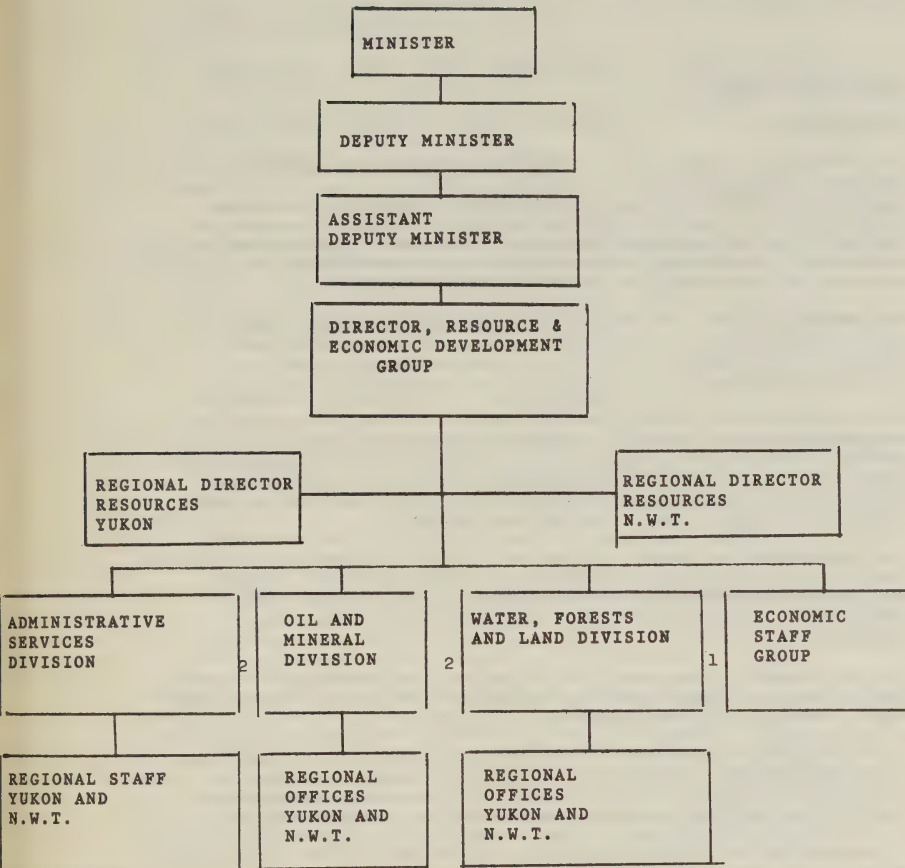 MINISTER
DEPUTY MINISTER
ASSISTANT
DEPUTY MINISTER
DIRECTOR, RESOURCE &
ECONOMIC DEVELOPMENT
GROUP
REGIONAL DIRECTOR
RESOURCES
YUKON
REGIONAL DIRECTOR
RESOURCES
N.W.T.
ADMINISTRATIVE
SERVICES
DIVISION
2
OIL AND
MINERAL
DIVISION
2
WATER, FORESTS
AND LAND DIVISION
1
ECONOMIC
STAFF
GROUP
REGIONAL STAFF
YUKON AND
N.W.T.
REGIONAL
OFFICES
YUKON AND
N.W.T.
REGIONAL
OFFICES
YUKON AND
N.W.T.